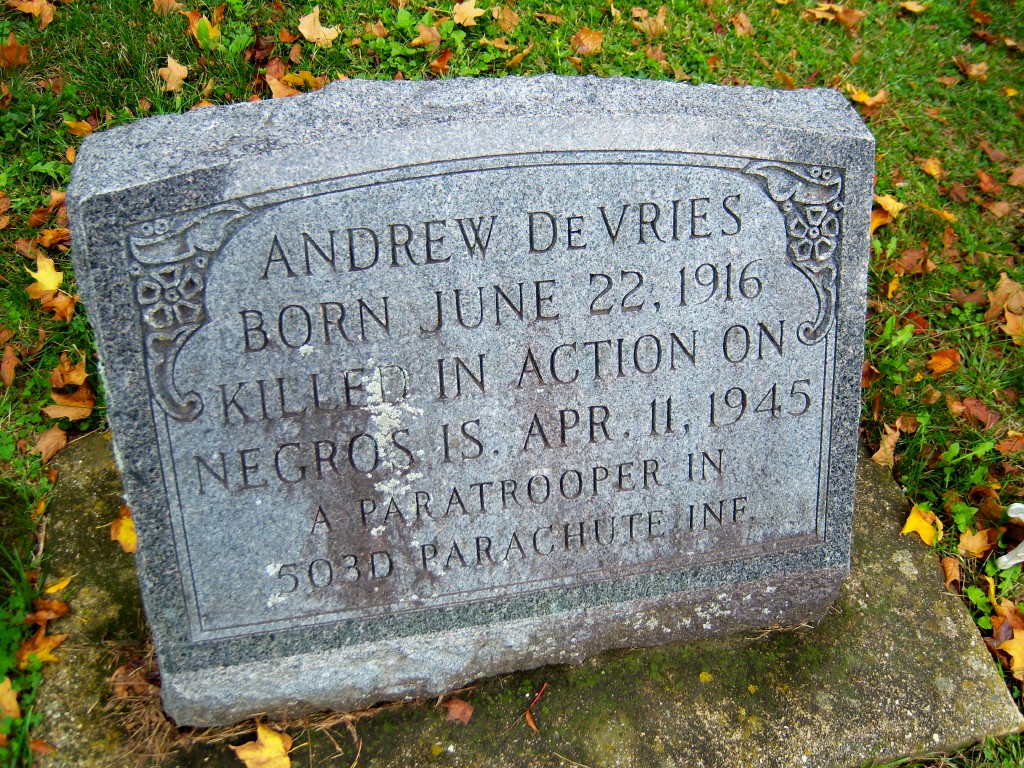 ANDREW DEVRIES
BORN JUNE 22, 1916
KILLED IN ACTION ON
NEGROS IS. APR. 11, 1945
A PARATROOPER IN
503D PARACHUTE INF.